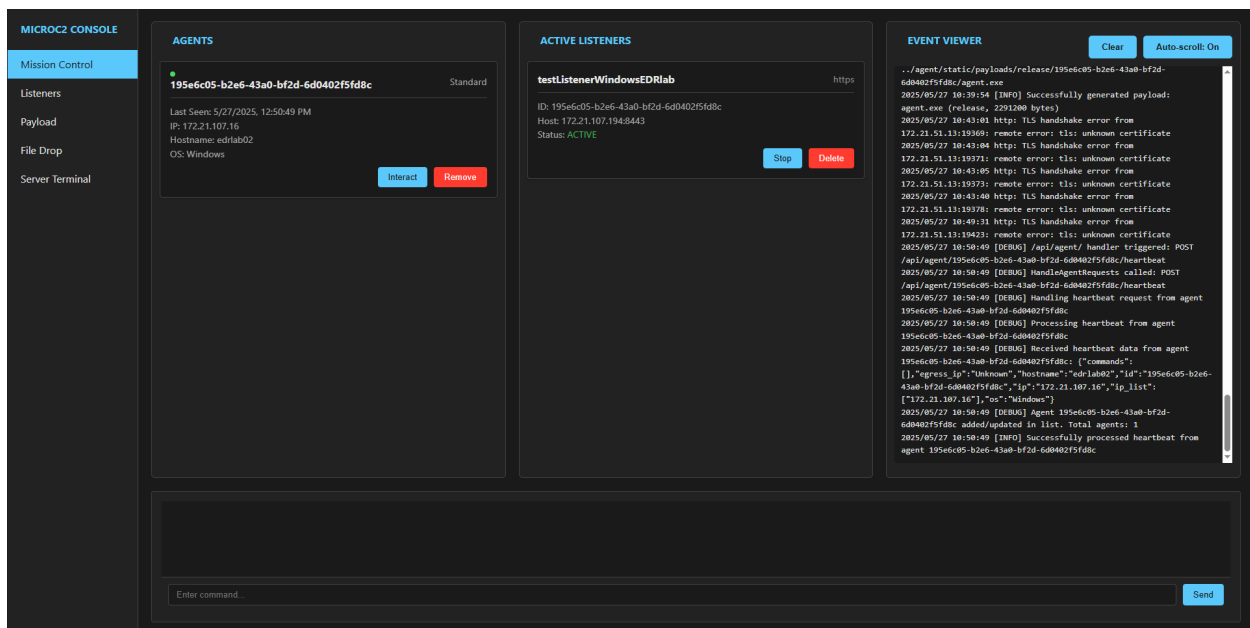 MICROC2 CONSOLE
Mission Control
Listeners
Payload
File Drop
Server Terminal
AGENTS
195e6c05-b2e6-43a0-bf2d-6d0402f5fd8c
Standard
Last Seen: 5/27/2025, 12:50:49 PM
IP: 172.21.107.16
Hostname: edrlab02
OS: Windows
Interact
Remove
ACTIVE LISTENERS
testListenerWindowsEDRlab
https
ID: 195e6c05-b2e6-43a0-bf2d-6d0402f5fd8c
Host: 172.21.107.194:8443
Status: ACTIVE
Stop
Delete
EVENT VIEWER
Clear
Auto-scroll: On
../agent/static/payloads/release/195e6c05-b2e6-43a0-bf2d-
6d0402f5fd8c/agent.exe
2025/05/27 10:39:54 [INFO] Successfully generated payload:
agent.exe (release, 2291200 bytes)
2025/05/27 10:43:01 http: TLS handshake error from
172.21.51.13:19369: remote error: tls: unknown certificate
2025/05/27 10:43:04 http: TLS handshake error from
172.21.51.13:19371: remote error: tls: unknown certificate
2025/05/27 10:43:05 http: TLS handshake error from
172.21.51.13:19373: remote error: tls: unknown certificate
2025/05/27 10:43:40 http: TLS handshake error from
172.21.51.13:19378: remote error: tls: unknown certificate
2025/05/27 10:49:31 http: TLS handshake error from
172.21.51.13:19423: remote error: tls: unknown certificate
2025/05/27 10:50:49 [DEBUG] /api/agent/ handler triggered: POST
/api/agent/195e6c05-b2e6-43a0-bf2d-6d0402f5fd8c/heartbeat
2025/05/27 10:50:49 [DEBUG] HandleAgentRequests called: POST
/api/agent/195e6c05-b2e6-43a0-bf2d-6d0402f5fd8c/heartbeat
2025/05/27 10:50:49 [DEBUG] Handling heartbeat request from agent
195e6c05-b2e6-43a0-bf2d-6d0402f5fd8c
2025/05/27 10:50:49 [DEBUG] Processing heartbeat from agent
195e6c05-b2e6-43a0-bf2d-6d0402f5fd8c
2025/05/27 10:50:49 [DEBUG] Received heartbeat data from agent
195e6c05-b2e6-43a0-bf2d-6d0402f5fd8c: {"commands":
[],"egress_ip":"Unknown","hostname":"edrlab02","id":"195e6c05-b2e6-
43a0-bf2d-6d0402f5fd8c","ip":"172.21.107.16","ip_list":
["172.21.107.16"],"os":"Windows"}
2025/05/27 10:50:49 [DEBUG] Agent 195e6c05-b2e6-43a0-bf2d-
6d0402f5fd8c added/updated in list. Total agents: 1
2025/05/27 10:50:49 [INFO] Successfully processed heartbeat from
agent 195e6c05-b2e6-43a0-bf2d-6d0402f5fd8c
Enter command...
Send